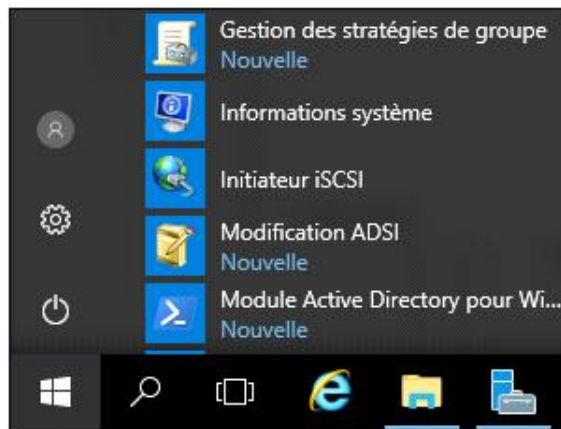 Gestion des stratégies de groupe
Nouvelle
Informations système
Initiateur iSCSI
Modification ADSI
Nouvelle
Module Active Directory pour Wi...
Nouvelle